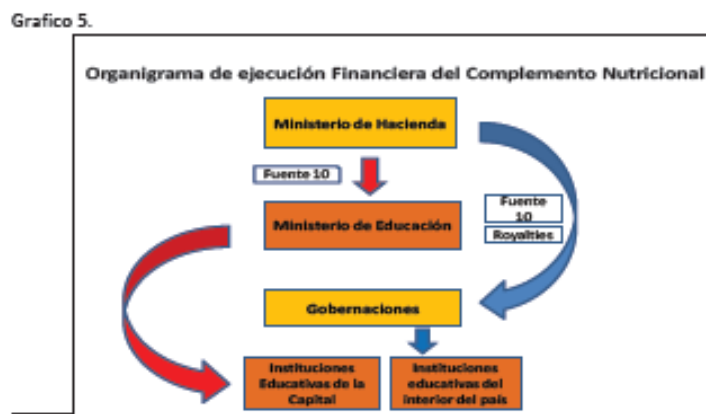 Grafico 5.
Organigrama de ejecución Financiera del Complemento Nutricional
Ministerio de Hacienda
Fuente 10
Fuente
10
Royalties
Ministerio de Educación
Gobernaciones
Instituciones
Educativas de la
Capital
Instituciones
educativas del
interior del país